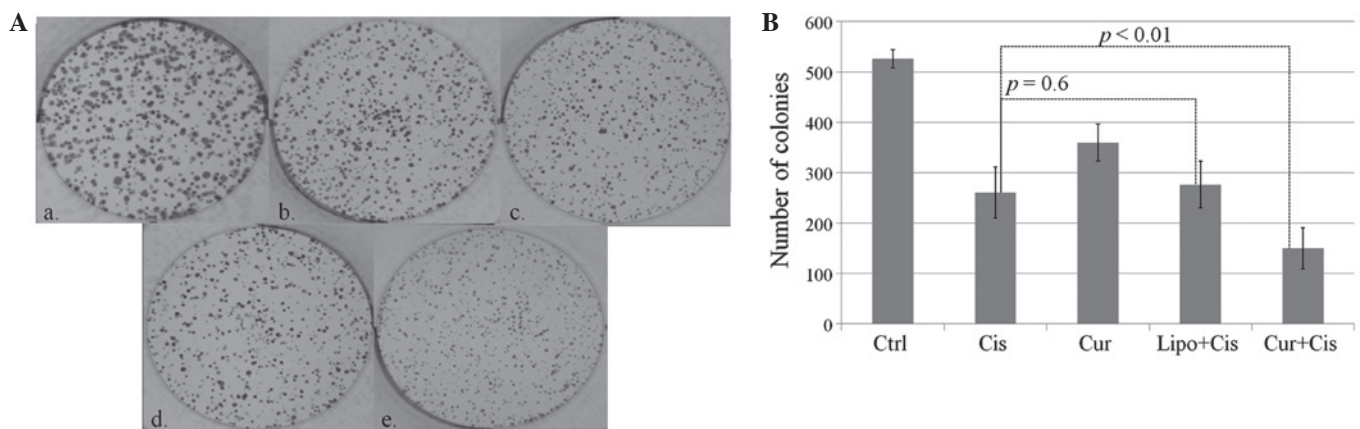 A
a.
b.
c.
d.
e.
B
Number of colonies
600
500
400
300
200
100
0
p < 0.01
p = 0.6
Ctrl Cis Cur Lipo+Cis Cur+Cis